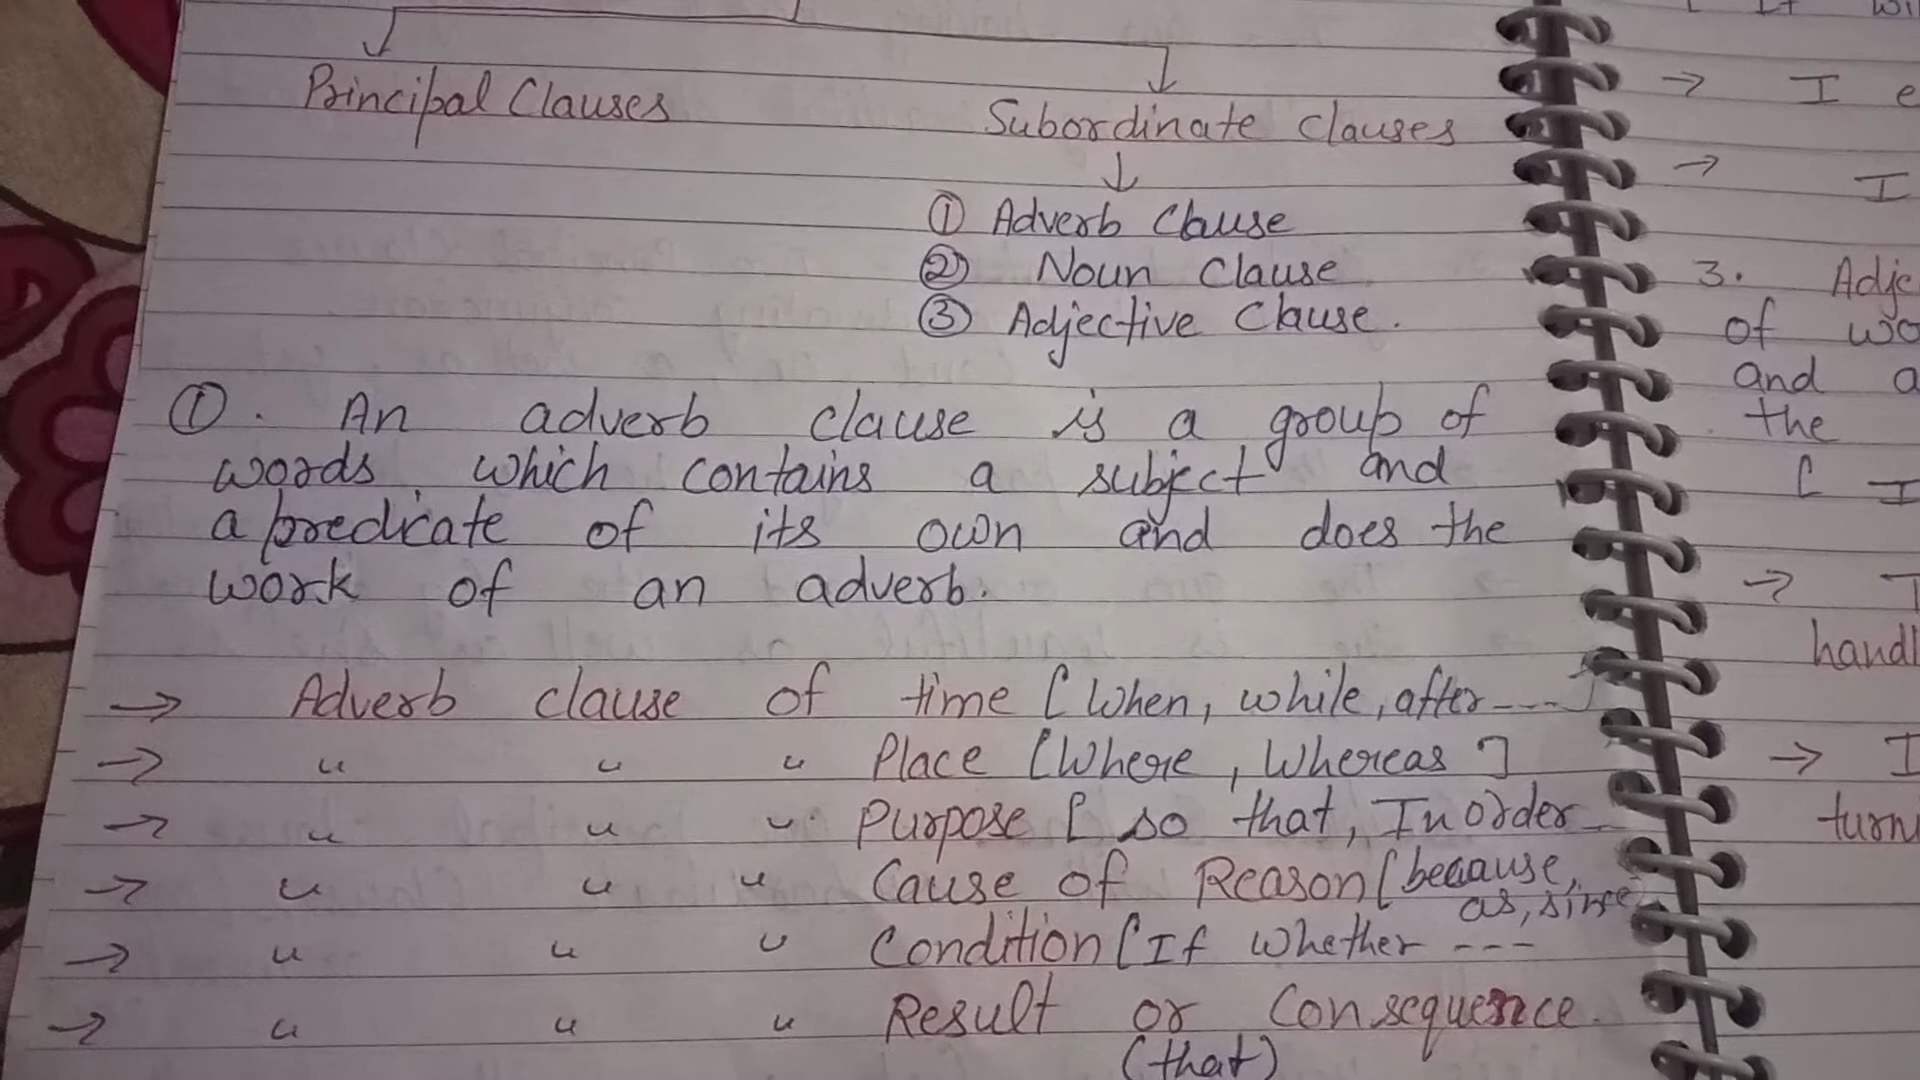 Principal Clauses
Subordinate Clauses
① Adverb Clause
② Noun Clause
③ Adjective Clause.
①. An adverb clause is a group of
words which contains a subject and
a predicate of its own and does the
work of an adverb.
→ Adverb clause of time [When, while, after ---]
→ " " " Place [Where, Whereas]
→ " " " Purpose [so that, In order
→ " " " Cause of Reason [because,
as, since
→ " " " Condition [If whether ---
→ " " " Result or Consequence.
(that)
→ I e
→ I
3. Adje
of wo
and a
the
[ I
→
handl
→ I
turn